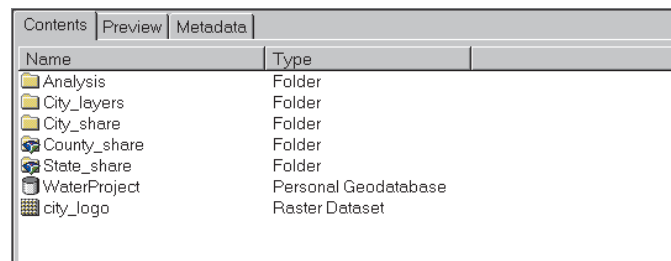 Contents Preview Metadata
Name Type
Analysis Folder
City_layers Folder
City_share Folder
County_share Folder
State_share Folder
WaterProject Personal Geodatabase
city_logo Raster Dataset